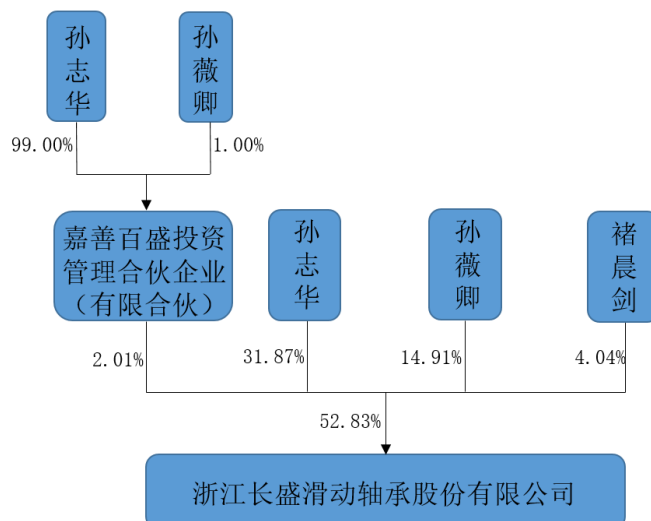 孙志华
孙薇卿
99.00%
1.00%
嘉善百盛投资
管理合伙企业
（有限合伙）
孙志华
孙薇卿
褚晨剑
2.01%
31.87%
14.91%
4.04%
52.83%
浙江长盛滑动轴承股份有限公司